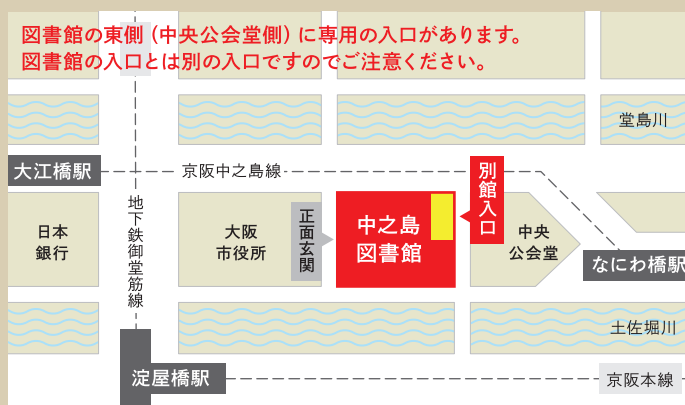 図書館の東側（中央公会堂側）に専用の入口があります。
図書館の入口とは別の入口ですのでご注意ください。
堂島川
大江橋駅
京阪中之島線
別館入口
地下鉄御堂筋線
日本
銀行
大阪
市役所
正面玄関
中之島
図書館
中央
公会堂
なにわ橋駅
土佐堀川
淀屋橋駅
京阪本線